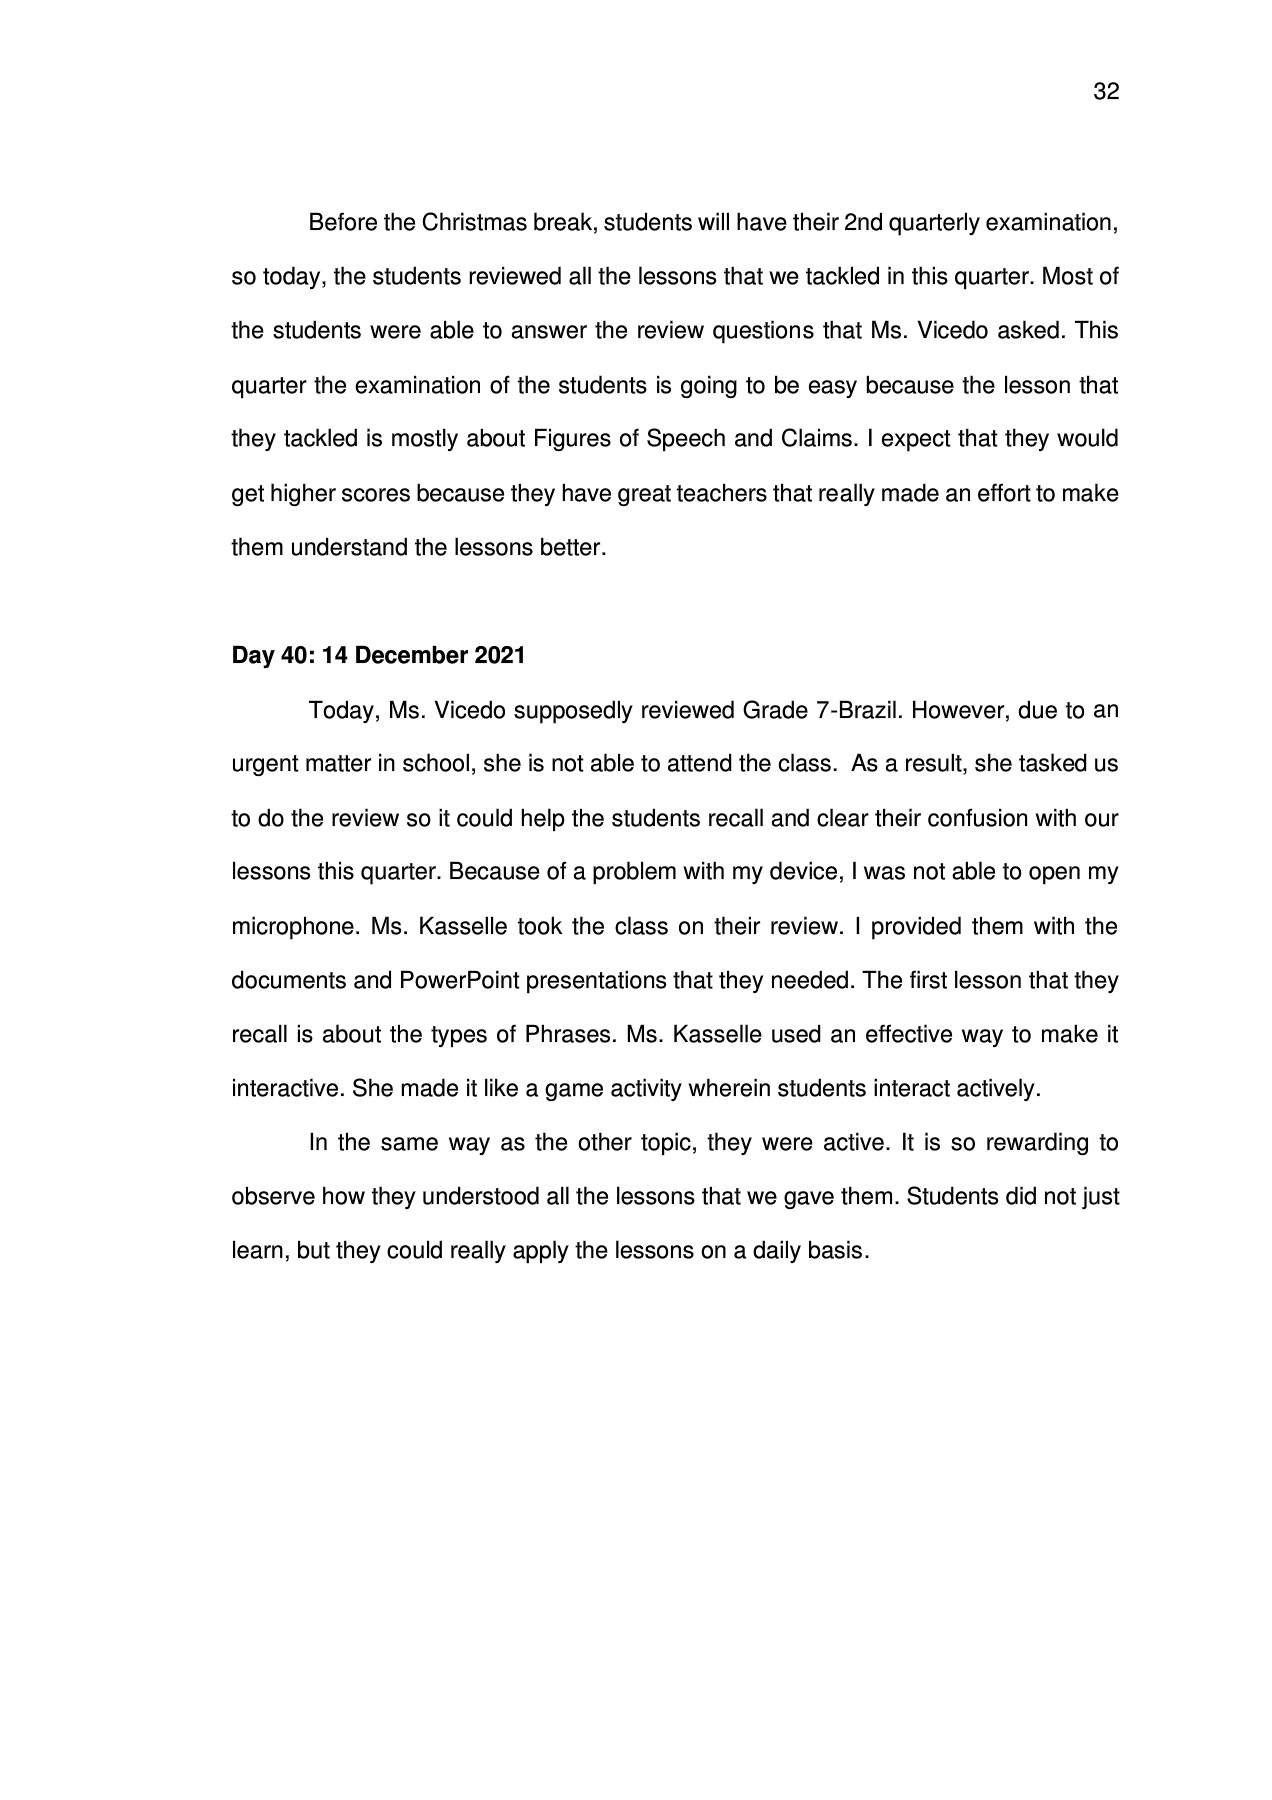 32
Before the Christmas break, students will have their 2nd quarterly examination,
so today, the students reviewed all the lessons that we tackled in this quarter. Most of
the students were able to answer the review questions that Ms. Vicedo asked. This
quarter the examination of the students is going to be easy because the lesson that
they tackled is mostly about Figures of Speech and Claims. I expect that they would
get higher scores because they have great teachers that really made an effort to make
them understand the lessons better.
Day 40: 14 December 2021
Today, Ms. Vicedo supposedly reviewed Grade 7-Brazil. However, due to an
urgent matter in school, she is not able to attend the class.  As a result, she tasked us
to do the review so it could help the students recall and clear their confusion with our
lessons this quarter. Because of a problem with my device, I was not able to open my
microphone. Ms. Kasselle took the class on their review. I provided them with the
documents and PowerPoint presentations that they needed. The first lesson that they
recall is about the types of Phrases. Ms. Kasselle used an effective way to make it
interactive. She made it like a game activity wherein students interact actively.
In the same way as the other topic, they were active. It is so rewarding to
observe how they understood all the lessons that we gave them. Students did not just
learn, but they could really apply the lessons on a daily basis.